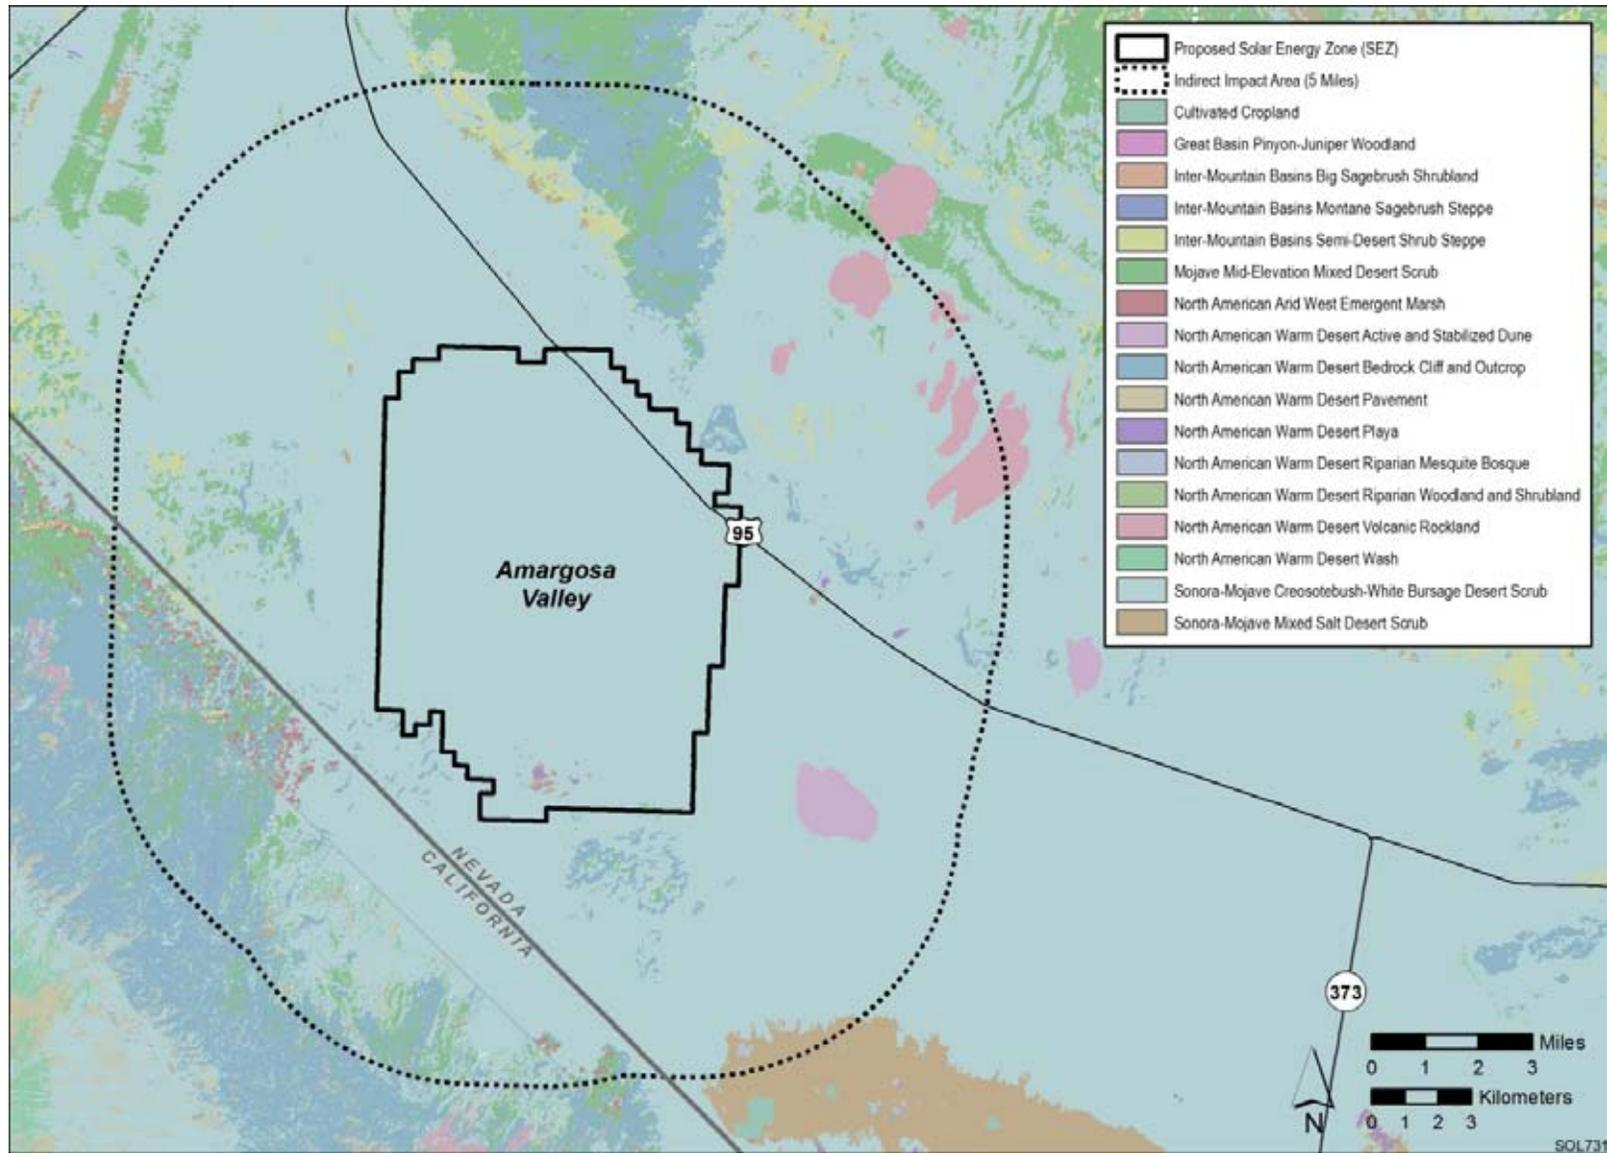 Proposed Solar Energy Zone (SEZ)
Indirect Impact Area (5 Miles)
Cultivated Cropland
Great Basin Pinyon-Juniper Woodland
Inter-Mountain Basins Big Sagebrush Shrubland
Inter-Mountain Basins Montane Sagebrush Steppe
Inter-Mountain Basins Semi-Desert Shrub Steppe
Mojave Mid-Elevation Mixed Desert Scrub
North American Arid West Emergent Marsh
North American Warm Desert Active and Stabilized Dune
North American Warm Desert Bedrock Cliff and Outcrop
North American Warm Desert Pavement
North American Warm Desert Playa
North American Warm Desert Riparian Mesquite Bosque
North American Warm Desert Riparian Woodland and Shrubland
North American Warm Desert Volcanic Rockland
North American Warm Desert Wash
Sonora-Mojave Creosotebush-White Bursage Desert Scrub
Sonora-Mojave Mixed Salt Desert Scrub
95
Amargosa
Valley
NEVADA
CALIFORNIA
373
Miles
0 1 2 3
Kilometers
0 1 2 3
N
SOL731